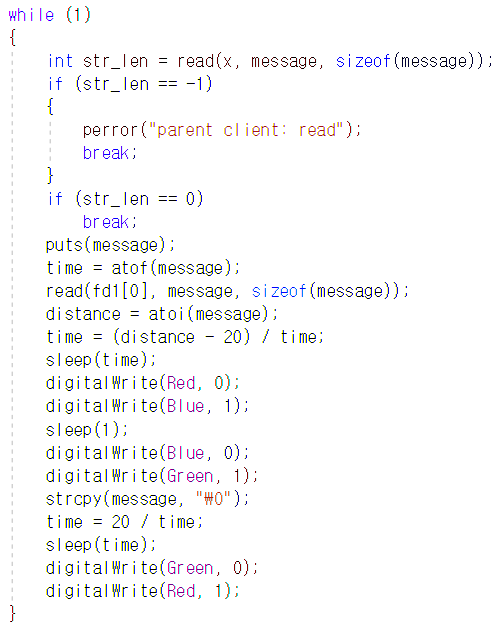 while (1)
{
int str_len = read(x, message, sizeof(message));
if (str_len == -1)
{
perror("parent client: read");
break;
}
if (str_len == 0)
break;
puts(message);
time = atof(message);
read(fd1[0], message, sizeof(message));
distance = atoi(message);
time = (distance - 20) / time;
sleep(time);
digitalWrite(Red, 0);
digitalWrite(Blue, 1);
sleep(1);
digitalWrite(Blue, 0);
digitalWrite(Green, 1);
strcpy(message, "₩0");
time = 20 / time;
sleep(time);
digitalWrite(Green, 0);
digitalWrite(Red, 1);
}